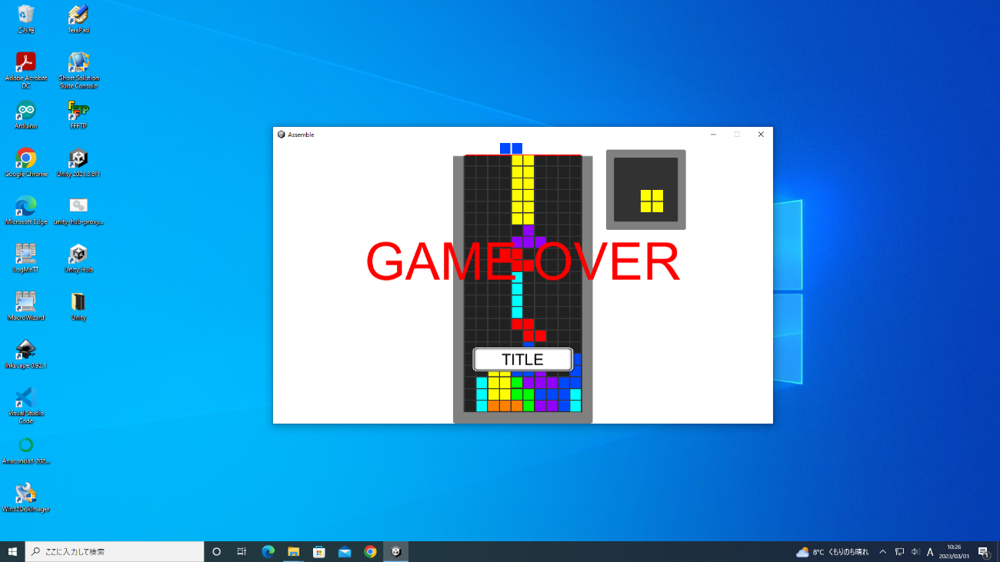 ごみ箱
TeraPad
Adobe Acrobat
DC
Ghost Solution
Suite Console
Arduino
FFFTP
Google Chrome
Unity 2021.3.8f1
Microsoft Edge
unity-hub-proxy...
LogMeTT
Unity Hub
MacroWizard
Unity
Inkscape 0.92.1
Visual Studio
Code
Anaconda3-202...
Win32DiskImager
Assemble
GAME OVER
TITLE
ここに入力して検索
8°C くもりのち晴れ
A
10:26
2023/03/01
1